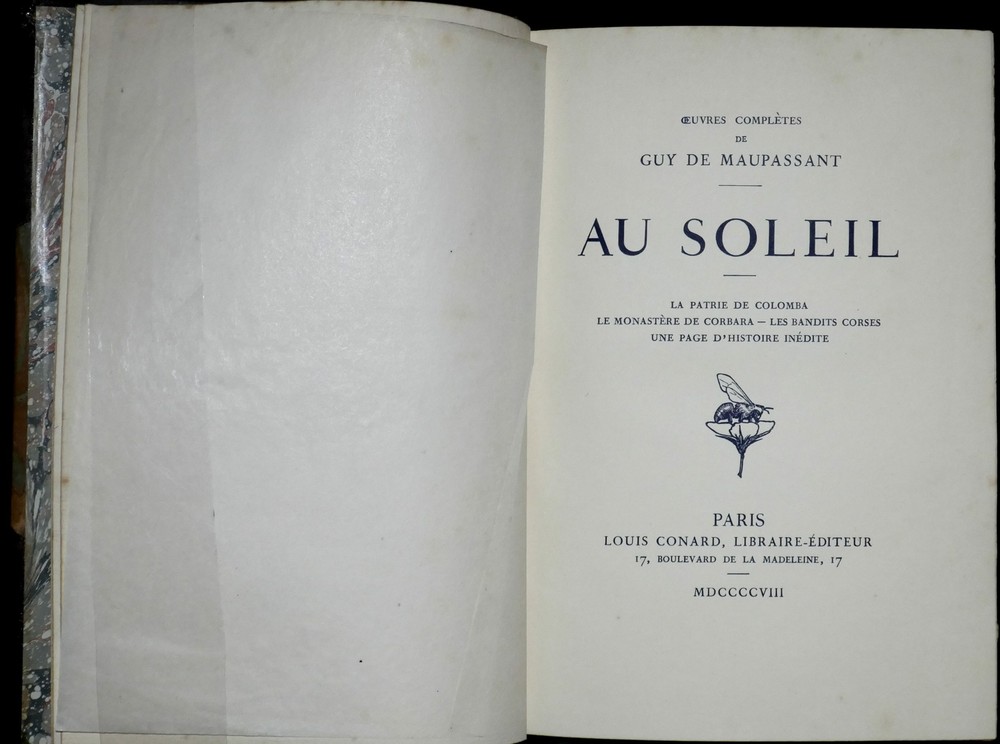 ŒUVRES COMPLÈTES
DE
GUY DE MAUPASSANT
AU SOLEIL
LA PATRIE DE COLOMBA
LE MONASTÈRE DE CORBARA — LES BANDITS CORSES
UNE PAGE D'HISTOIRE INÉDITE
PARIS
LOUIS CONARD, LIBRAIRE-ÉDITEUR
17, BOULEVARD DE LA MADELEINE, 17
MDCCCCVIII